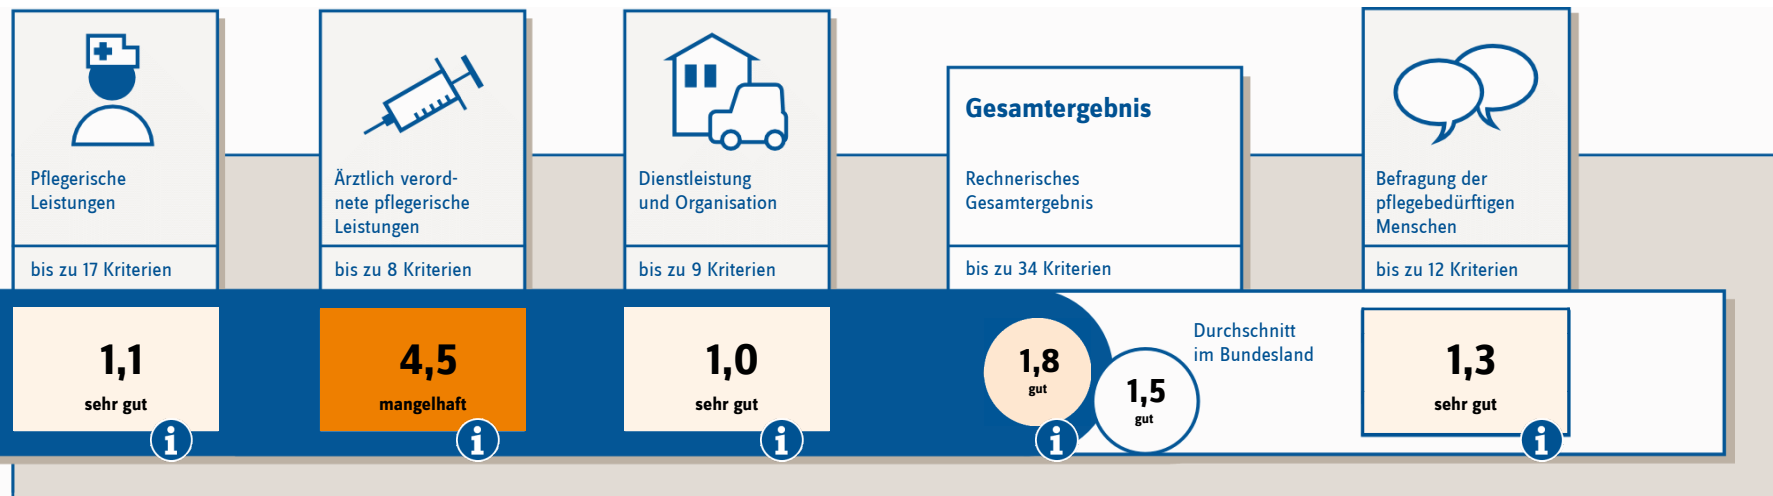 Pflegerische
Leistungen
bis zu 17 Kriterien
1,1
sehr gut
i
Ärztlich verord-
nete pflegerische
Leistungen
bis zu 8 Kriterien
4,5
mangelhaft
i
Dienstleistung
und Organisation
bis zu 9 Kriterien
1,0
sehr gut
i
Gesamtergebnis
Rechnerisches
Gesamtergebnis
bis zu 34 Kriterien
1,8
gut
i
1,5
gut
Durchschnitt
im Bundesland
Befragung der
pflegebedürftigen
Menschen
bis zu 12 Kriterien
1,3
sehr gut
i